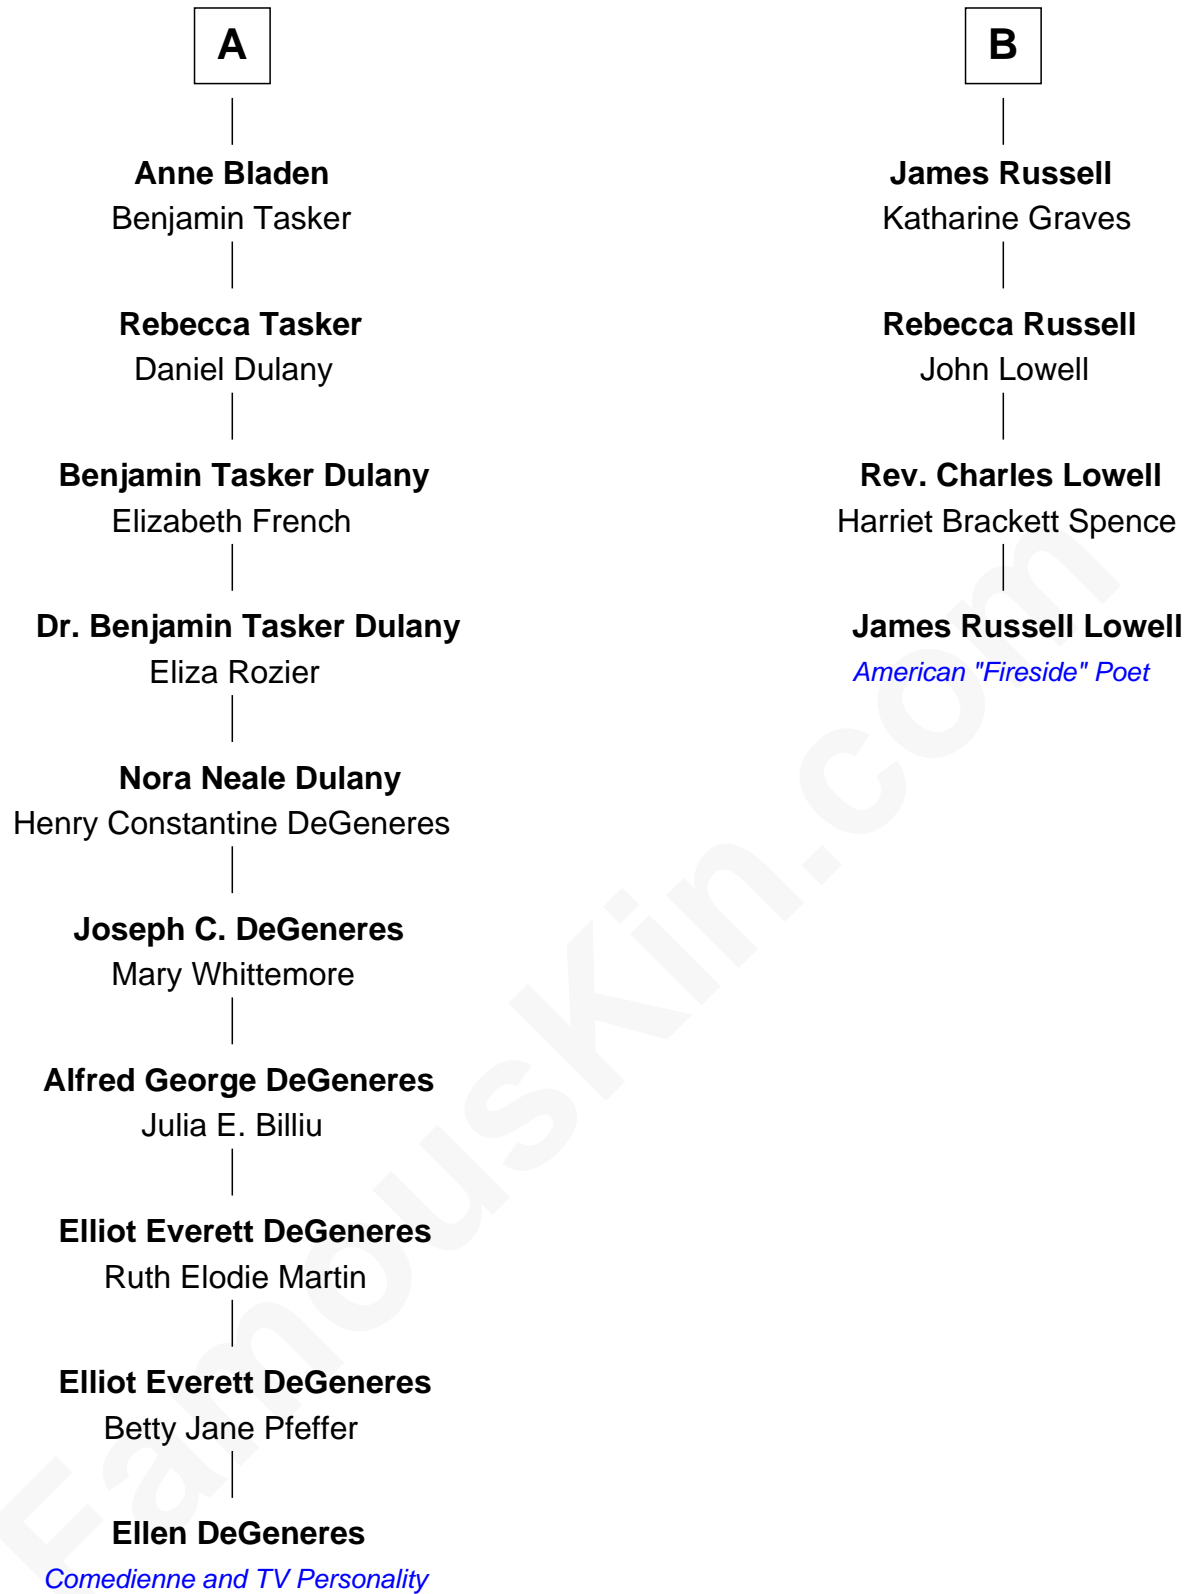 A
Anne Bladen
Benjamin Tasker
Rebecca Tasker
Daniel Dulany
Benjamin Tasker Dulany
Elizabeth French
Dr. Benjamin Tasker Dulany
Eliza Rozier
Nora Neale Dulany
Henry Constantine DeGeneres
Joseph C. DeGeneres
Mary Whittemore
Alfred George DeGeneres
Julia E. Billiu
Elliot Everett DeGeneres
Ruth Elodie Martin
Elliot Everett DeGeneres
Betty Jane Pfeffer
Ellen DeGeneres
Comedienne and TV Personality
B
James Russell
Katharine Graves
Rebecca Russell
John Lowell
Rev. Charles Lowell
Harriet Brackett Spence
James Russell Lowell
American "Fireside" Poet
FamousKin.com